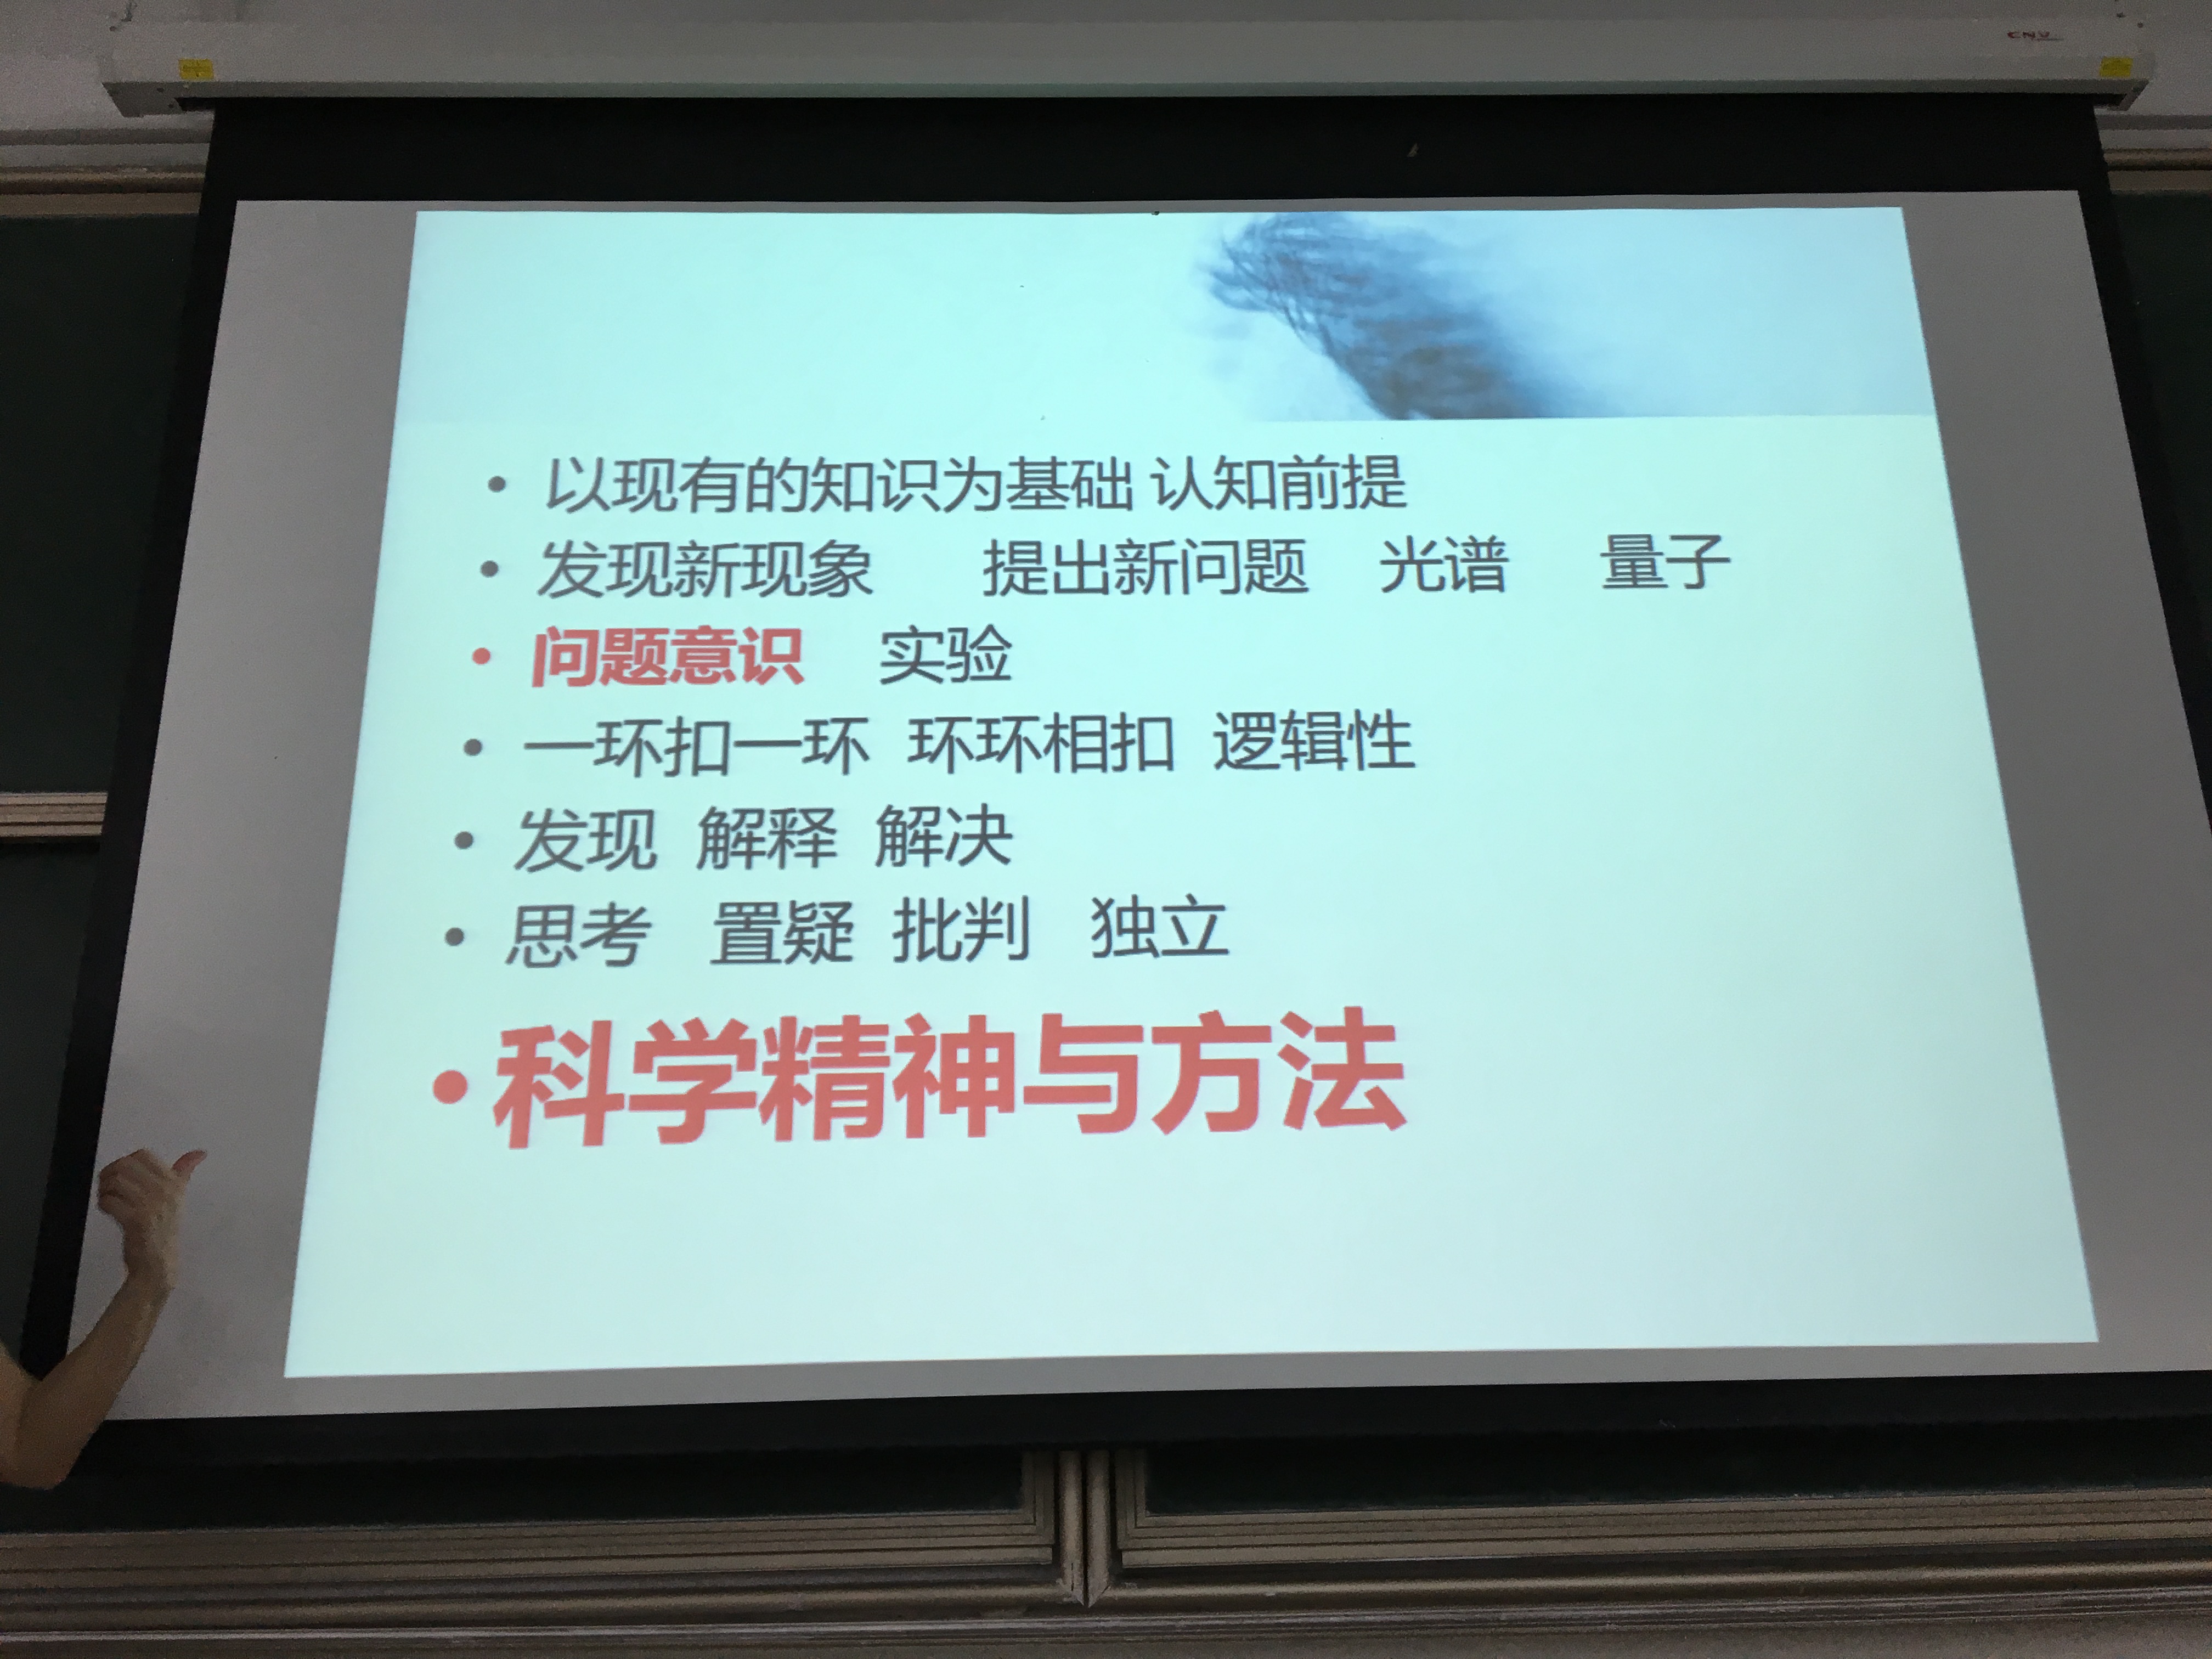 • 以现有的知识为基础 认知前提
• 发现新现象 提出新问题 光谱 量子
• 问题意识 实验
• 一环扣一环 环环相扣 逻辑性
• 发现 解释 解决
• 思考 置疑 批判 独立
• 科学精神与方法